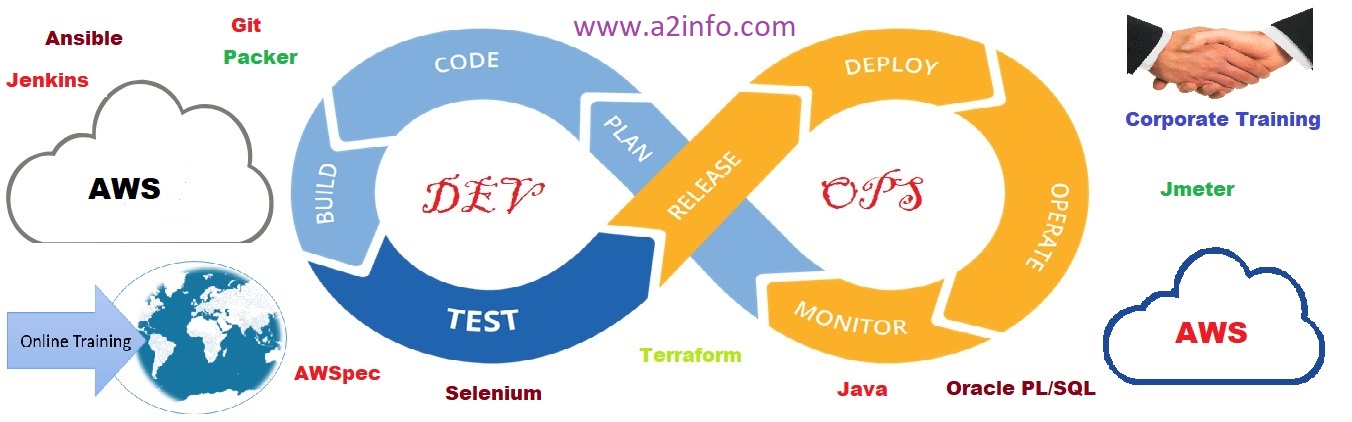 www.a2info.com
Git
Ansible
Packer
Jenkins
AWS
CODE
PLAN
BUILD
DEV
TEST
RELEASE
DEPLOY
OPS
OPERATE
MONITOR
Corporate Training
Jmeter
AWS
Online Training
AWSpec
Selenium
Terraform
Java
Oracle PL/SQL